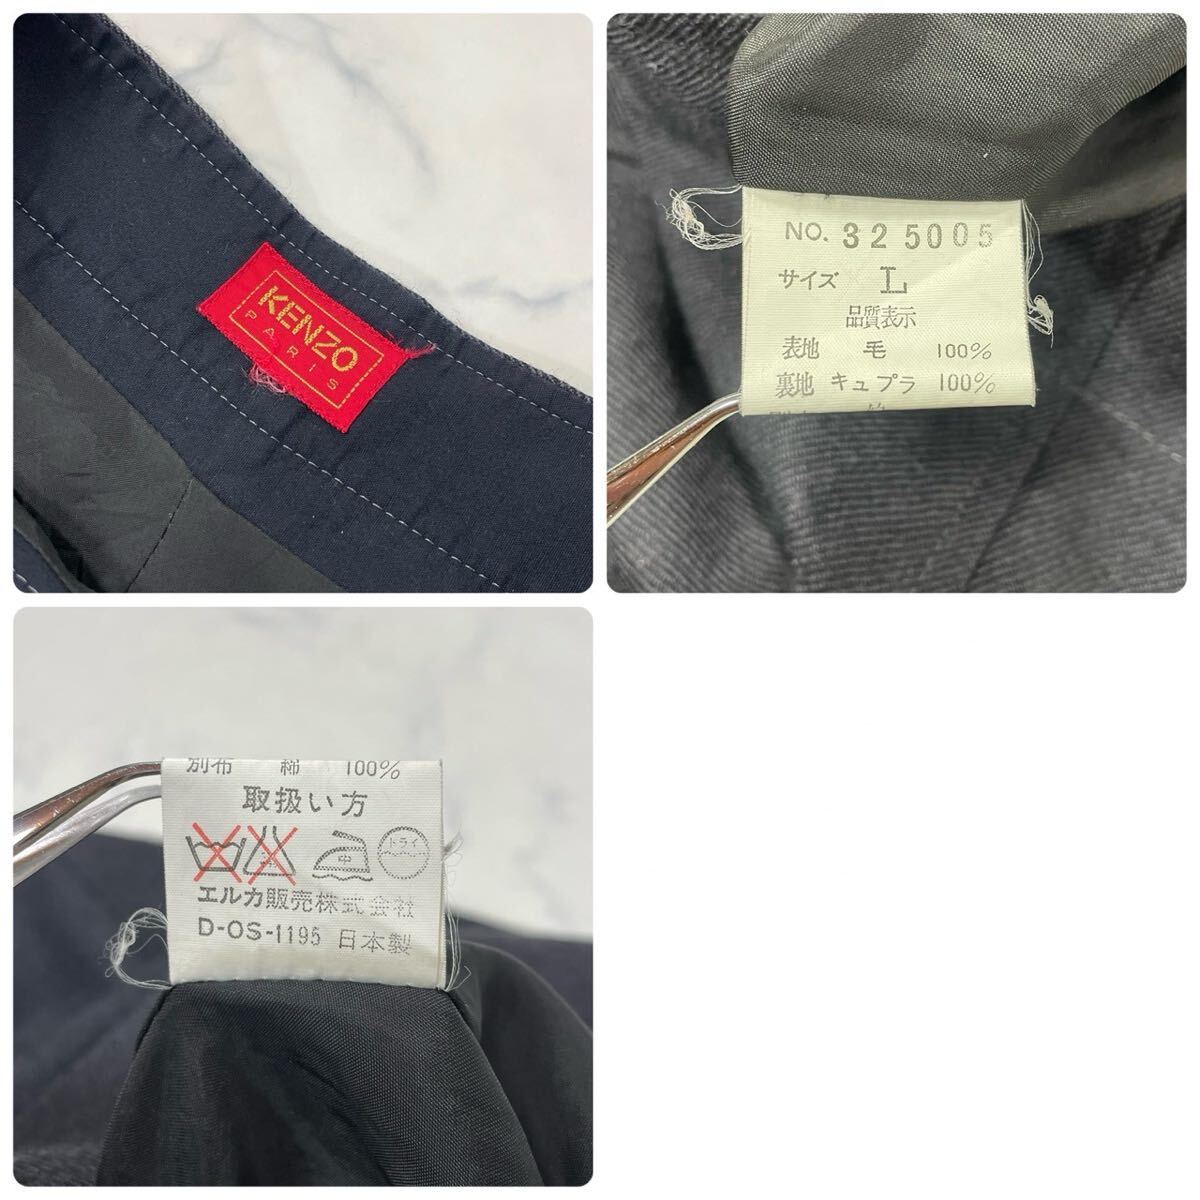 KENZO
PARIS
NO. 325005
サイズ L
品質表示
表地 毛 100%
裏地 キュプラ 100%
別布 綿 100%
取扱い方
中
ドライ
エルカ販売株式会社
D-OS-1195 日本製